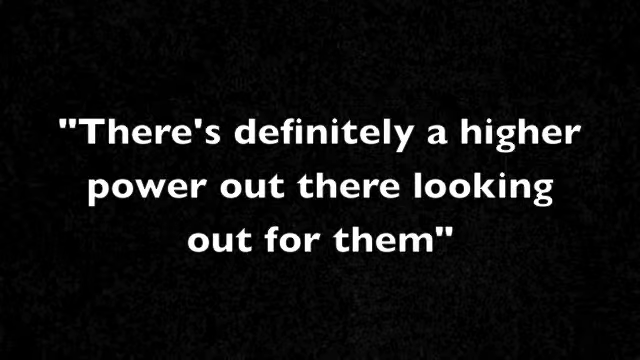 "There's definitely a higher
power out there looking
out for them"